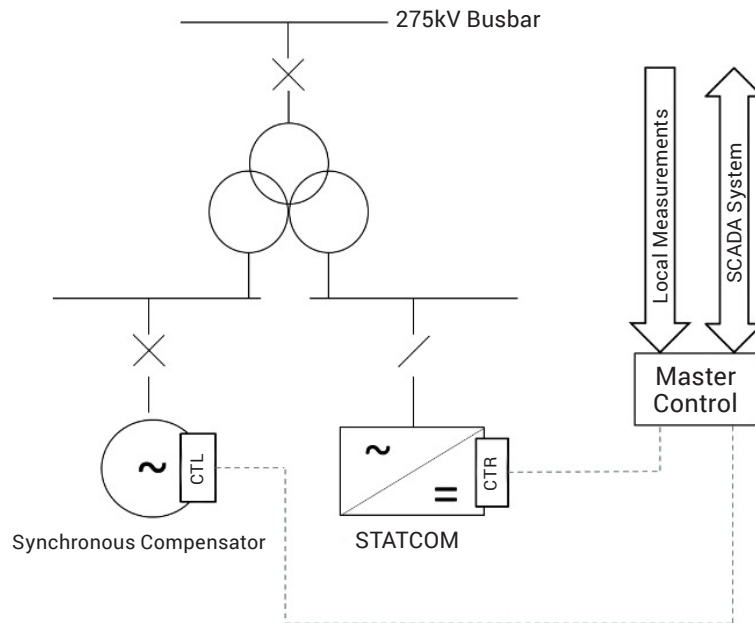 275kV Busbar
Local Measurements
SCADA System
Master
Control
CTL
CTR
Synchronous Compensator
STATCOM